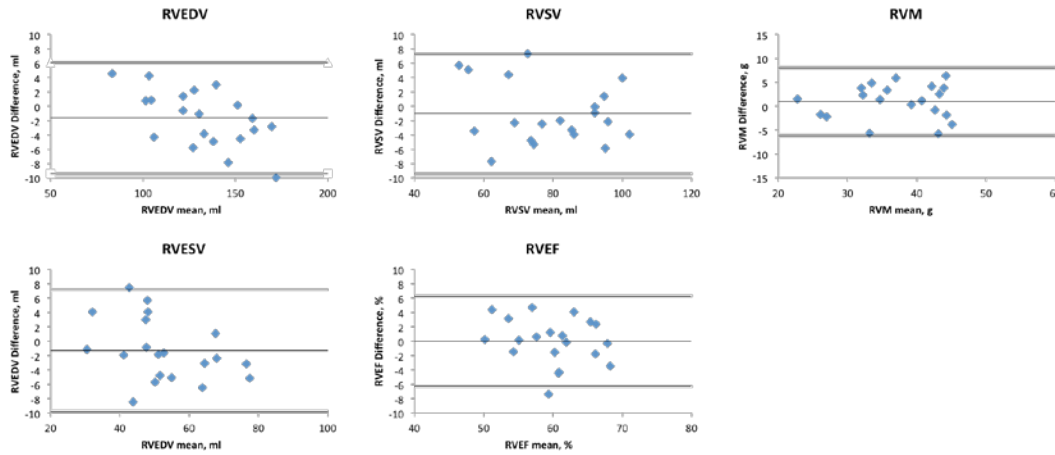 RVEDV
RVEDV Difference, ml
8
6
4
2
0
-2
-4
-6
-8
-10
50 100 150 200
RVEDV mean, ml
RVSV
RVEDV Difference, ml
8
6
4
2
0
-2
-4
-6
-8
-10
40 60 80 100 120
RVSV mean, ml
RVM
RVM Difference, g
15
10
5
0
-5
-10
-15
20 30 40 50 60
RVM mean, g
RVESV
RVEDV Difference, ml
10
8
6
4
2
0
-2
-4
-6
-8
-10
20 40 60 80 100
RVEDV mean, ml
RVEF
RVEF Difference, %
10
8
6
4
2
0
-2
-4
-6
-8
-10
40 50 60 70 80
RVEF mean, %